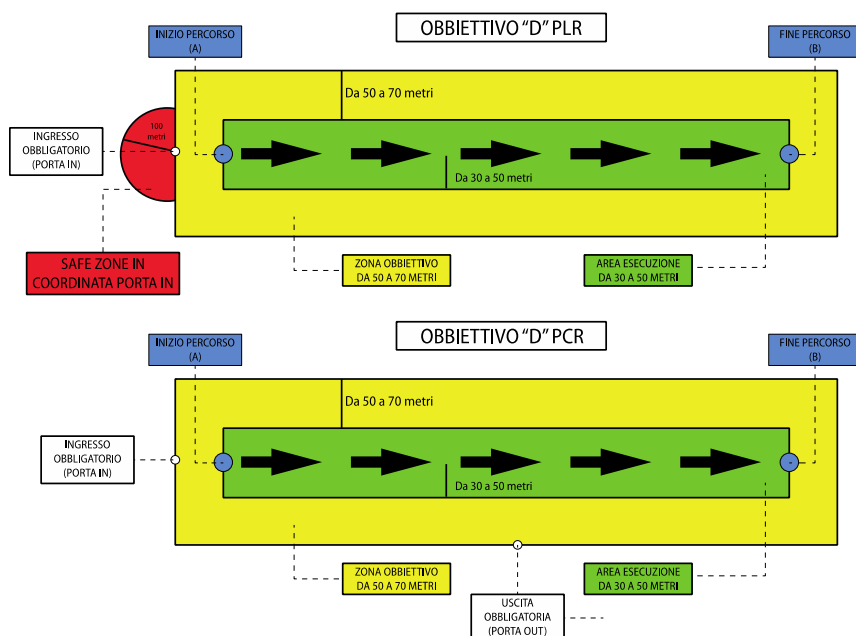 OBBIETTIVO "D" PLR
INIZIO PERCORSO
(A)
FINE PERCORSO
(B)
Da 50 a 70 metri
100
metri
INGRESSO
OBBLIGATORIO
(PORTA IN)
Da 30 a 50 metri
SAFE ZONE IN
COORDINATA PORTA IN
ZONA OBIETTIVO
DA 50 A 70 METRI
AREA ESECUZIONE
DA 30 A 50 METRI
OBBIETTIVO "D" PCR
INIZIO PERCORSO
(A)
FINE PERCORSO
(B)
Da 50 a 70 metri
INGRESSO
OBBLIGATORIO
(PORTA IN)
Da 30 a 50 metri
ZONA OBIETTIVO
DA 50 A 70 METRI
AREA ESECUZIONE
DA 30 A 50 METRI
USCITA
OBBLIGATORIA
(PORTA OUT)